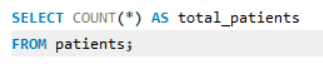 SELECT COUNT(*) AS total_patients
FROM patients;